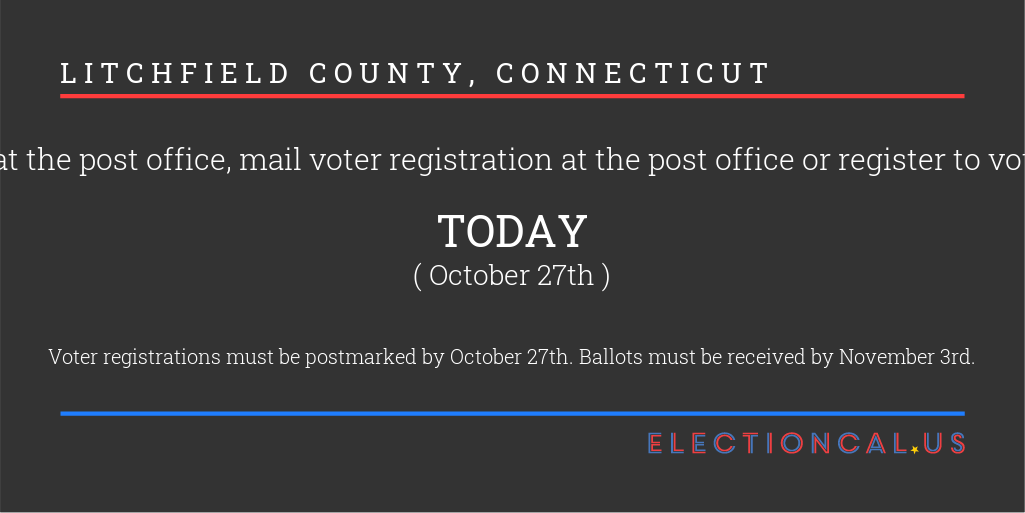 LITCHFIELD COUNTY, CONNECTICUT
at the post office, mail voter registration at the post office or register to vo
TODAY
( October 27th )
Voter registrations must be postmarked by October 27th. Ballots must be received by November 3rd.
ELECTIONCAL.US